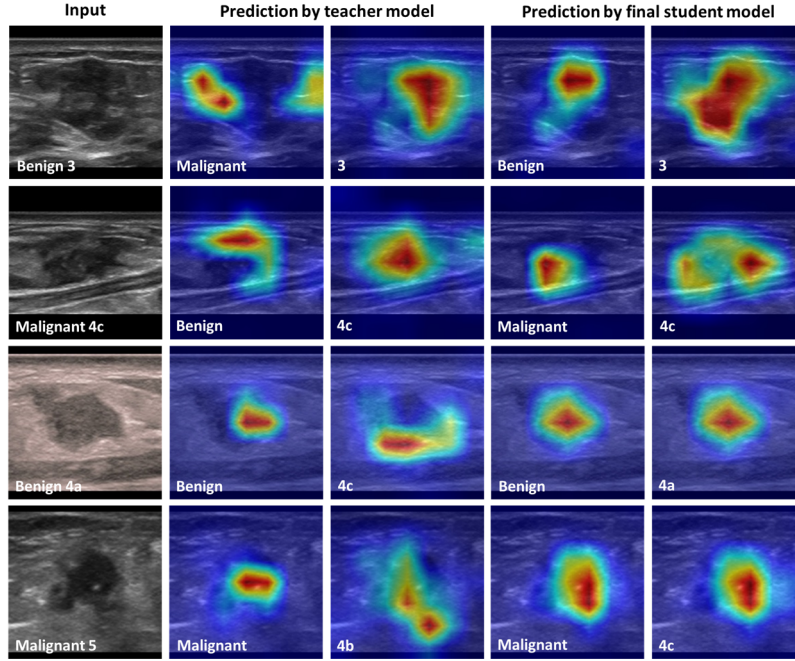 Input Prediction by teacher model Prediction by final student model
Benign 3 Malignant 3 Benign 3
Malignant 4c Benign 4c Malignant 4c
Benign 4a Benign 4c Benign 4a
Malignant 5 Malignant 4b Malignant 4c